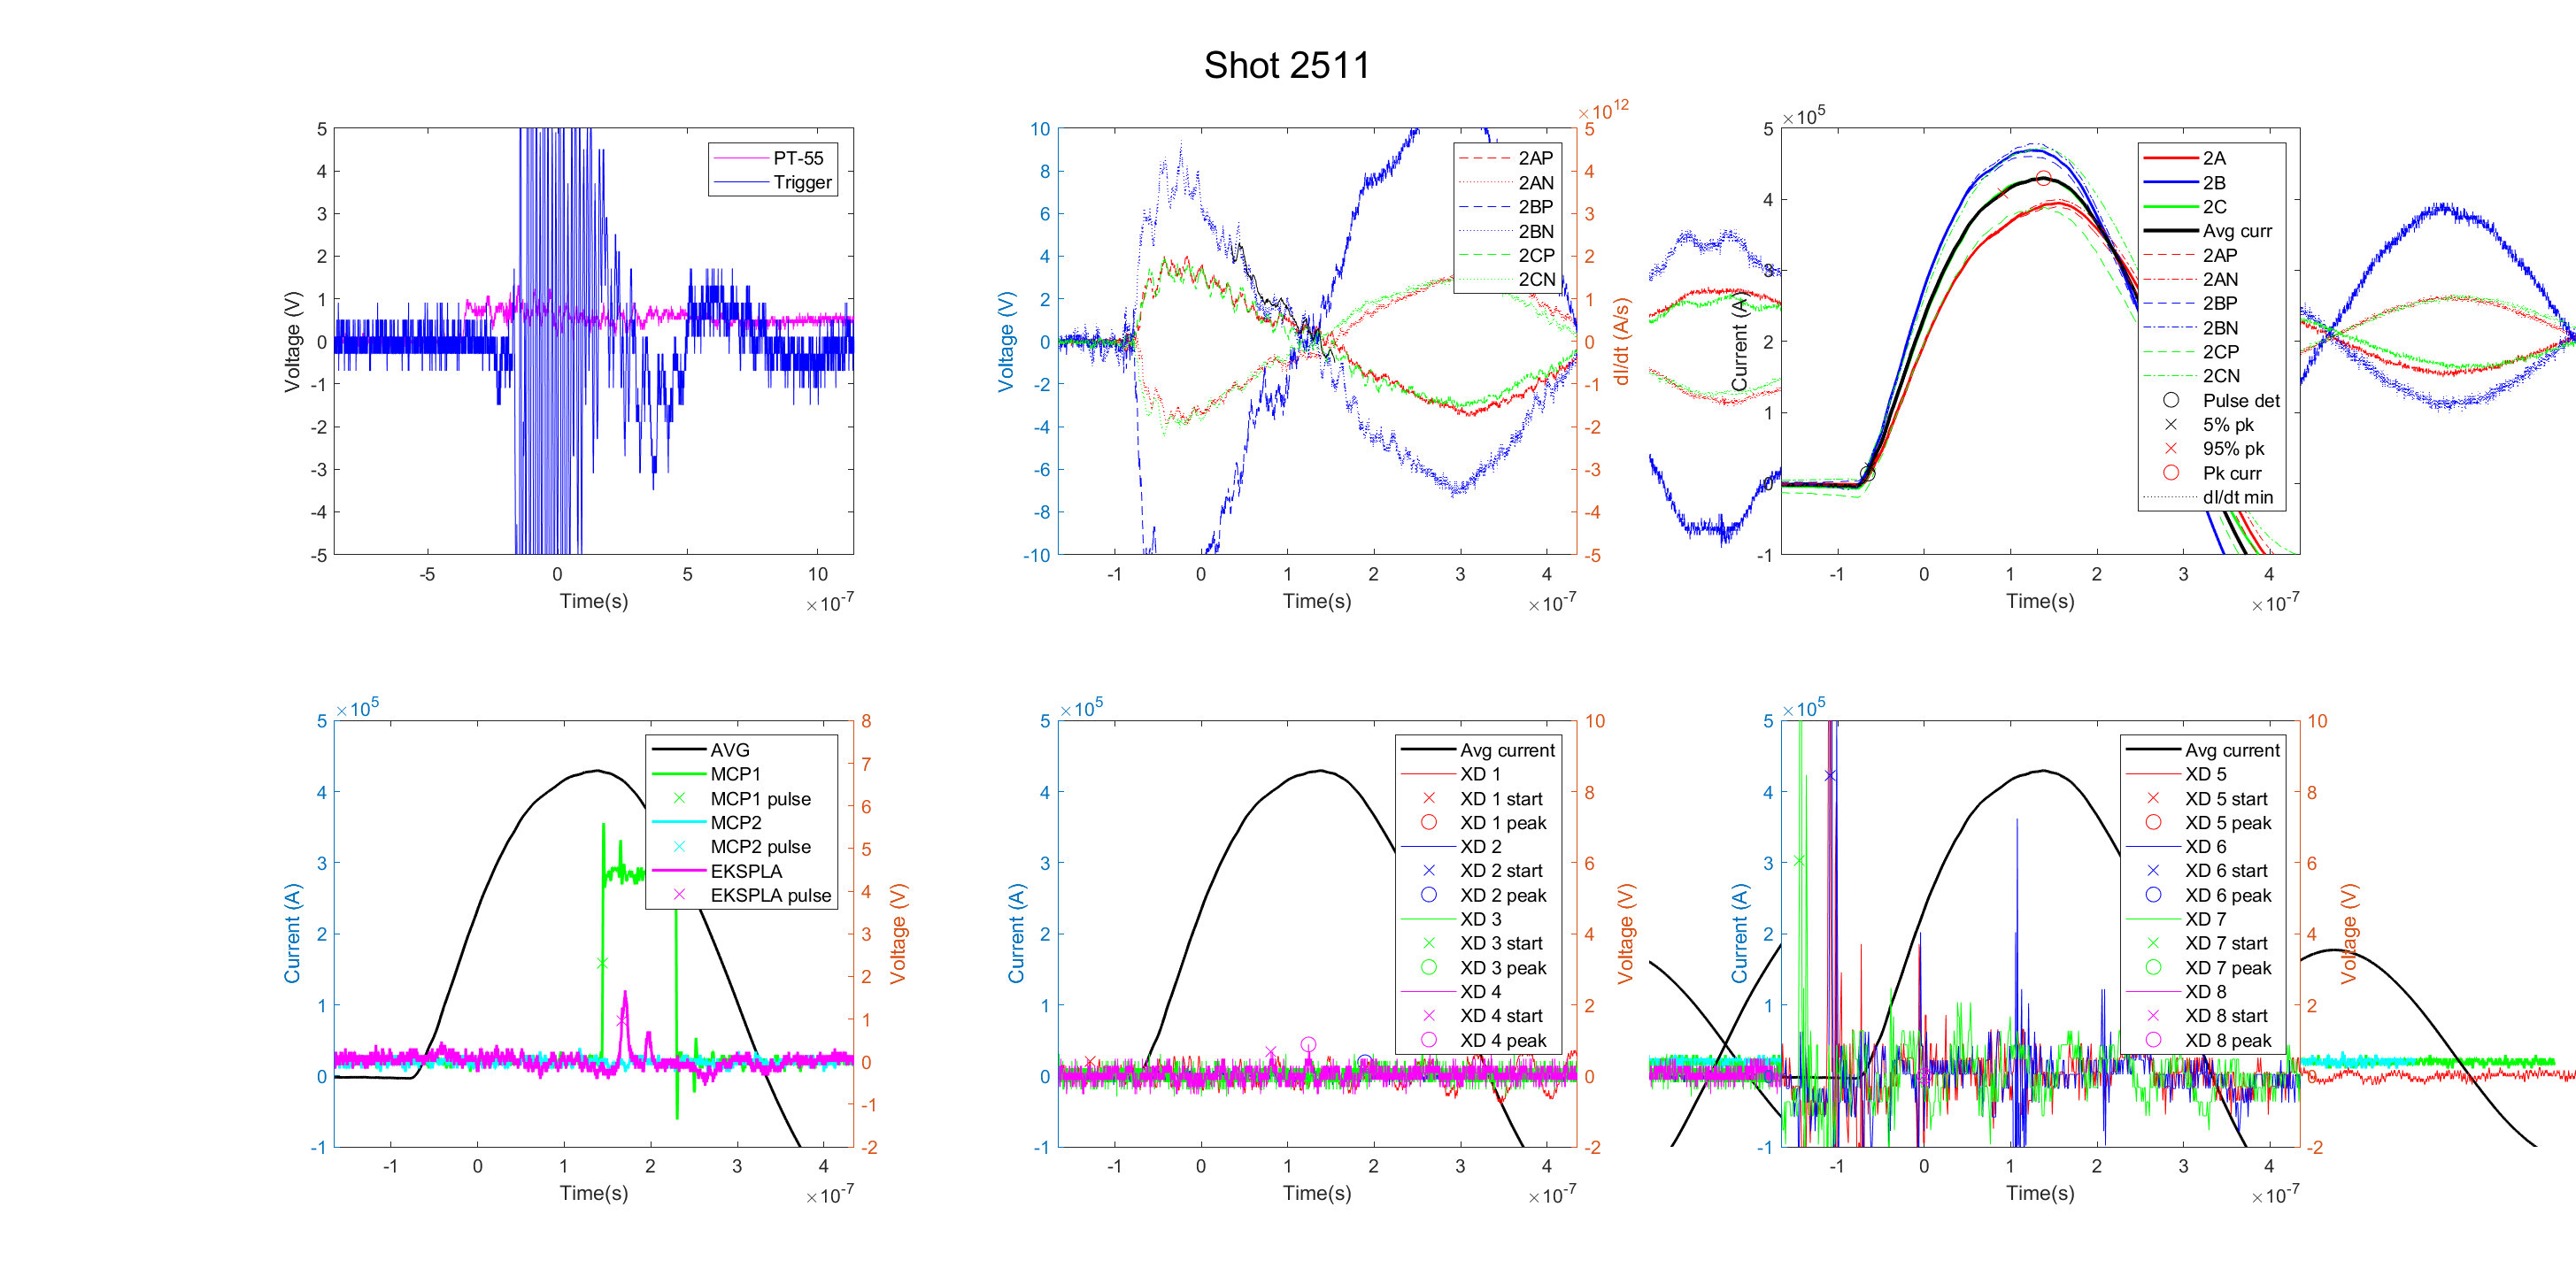 Shot 2511
5
4
3
2
1
0
-1
-2
-3
-4
-5
Voltage (V)
PT-55
Trigger
-5 0 5 10
Time(s)
×10-7
10
8
6
4
2
0
-2
-4
-6
-8
-10
Voltage (V)
×1012
5
4
3
2
1
0
-1
-2
-3
-4
-5
dI/dt (A/s)
2AP
2AN
2BP
2BN
2CP
2CN
-1 0 1 2 3 4
Time(s)
×10-7
×105
5
4
3
2
1
0
-1
Current (A)
2A
2B
2C
Avg curr
2AP
2AN
2BP
2BN
2CP
2CN
Pulse det
5% pk
95% pk
Pk curr
dI/dt min
-1 0 1 2 3 4
Time(s)
×10-7
×105
5
4
3
2
1
0
-1
Current (A)
8
7
6
5
4
3
2
1
0
-1
-2
Voltage (V)
AVG
MCP1
MCP1 pulse
MCP2
MCP2 pulse
EKSPLA
EKSPLA pulse
-1 0 1 2 3 4
Time(s)
×10-7
×105
5
4
3
2
1
0
-1
Current (A)
10
8
6
4
2
0
-2
Voltage (V)
Avg current
XD 1
XD 1 start
XD 1 peak
XD 2
XD 2 start
XD 2 peak
XD 3
XD 3 start
XD 3 peak
XD 4
XD 4 start
XD 4 peak
-1 0 1 2 3 4
Time(s)
×10-7
×105
5
4
3
2
1
0
-1
Current (A)
10
8
6
4
2
0
-2
Voltage (V)
Avg current
XD 5
XD 5 start
XD 5 peak
XD 6
XD 6 start
XD 6 peak
XD 7
XD 7 start
XD 7 peak
XD 8
XD 8 start
XD 8 peak
-1 0 1 2 3 4
Time(s)
×10-7